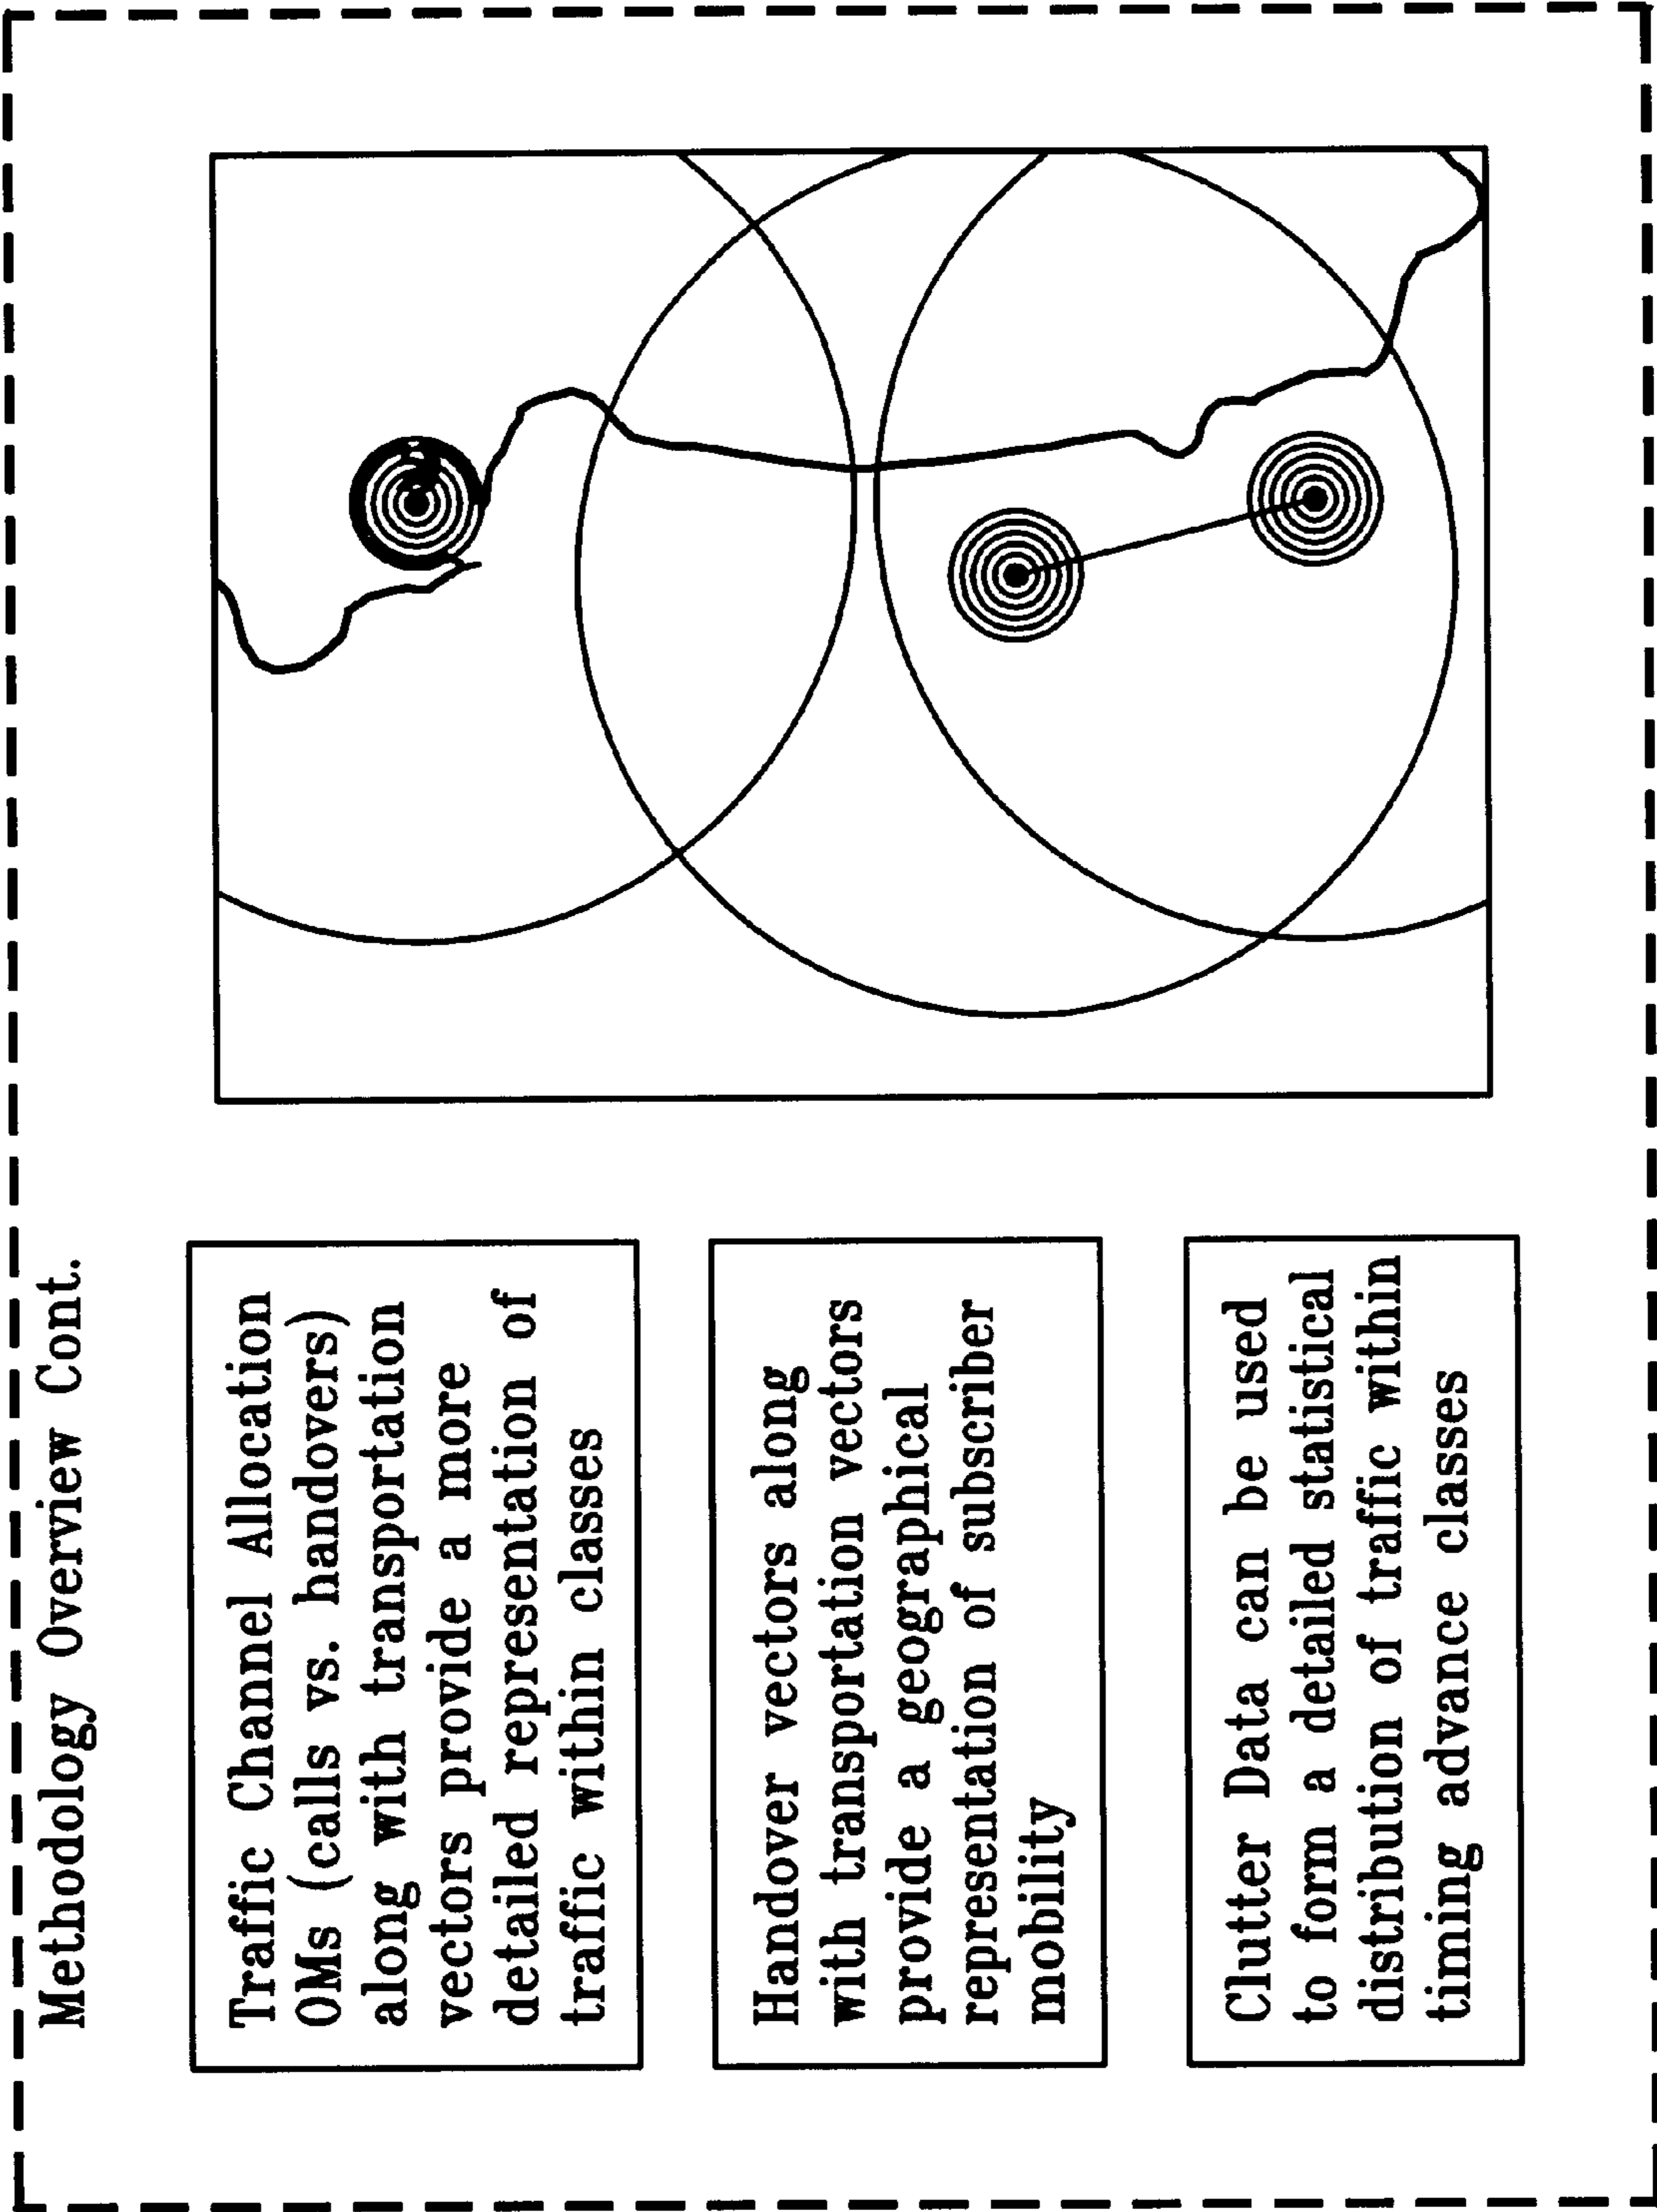 Methodology Overview Cont.
Traffic Channel Allocation
OMs (calls vs. handovers)
along with transportation
vectors provide a more
detailed representation of
traffic within classes
Handover vectors along
with transportation vectors
provide a geographical
representation of subscriber
mobility
Clutter Data can be used
to form a detailed statistical
distribution of traffic within
timing advance classes